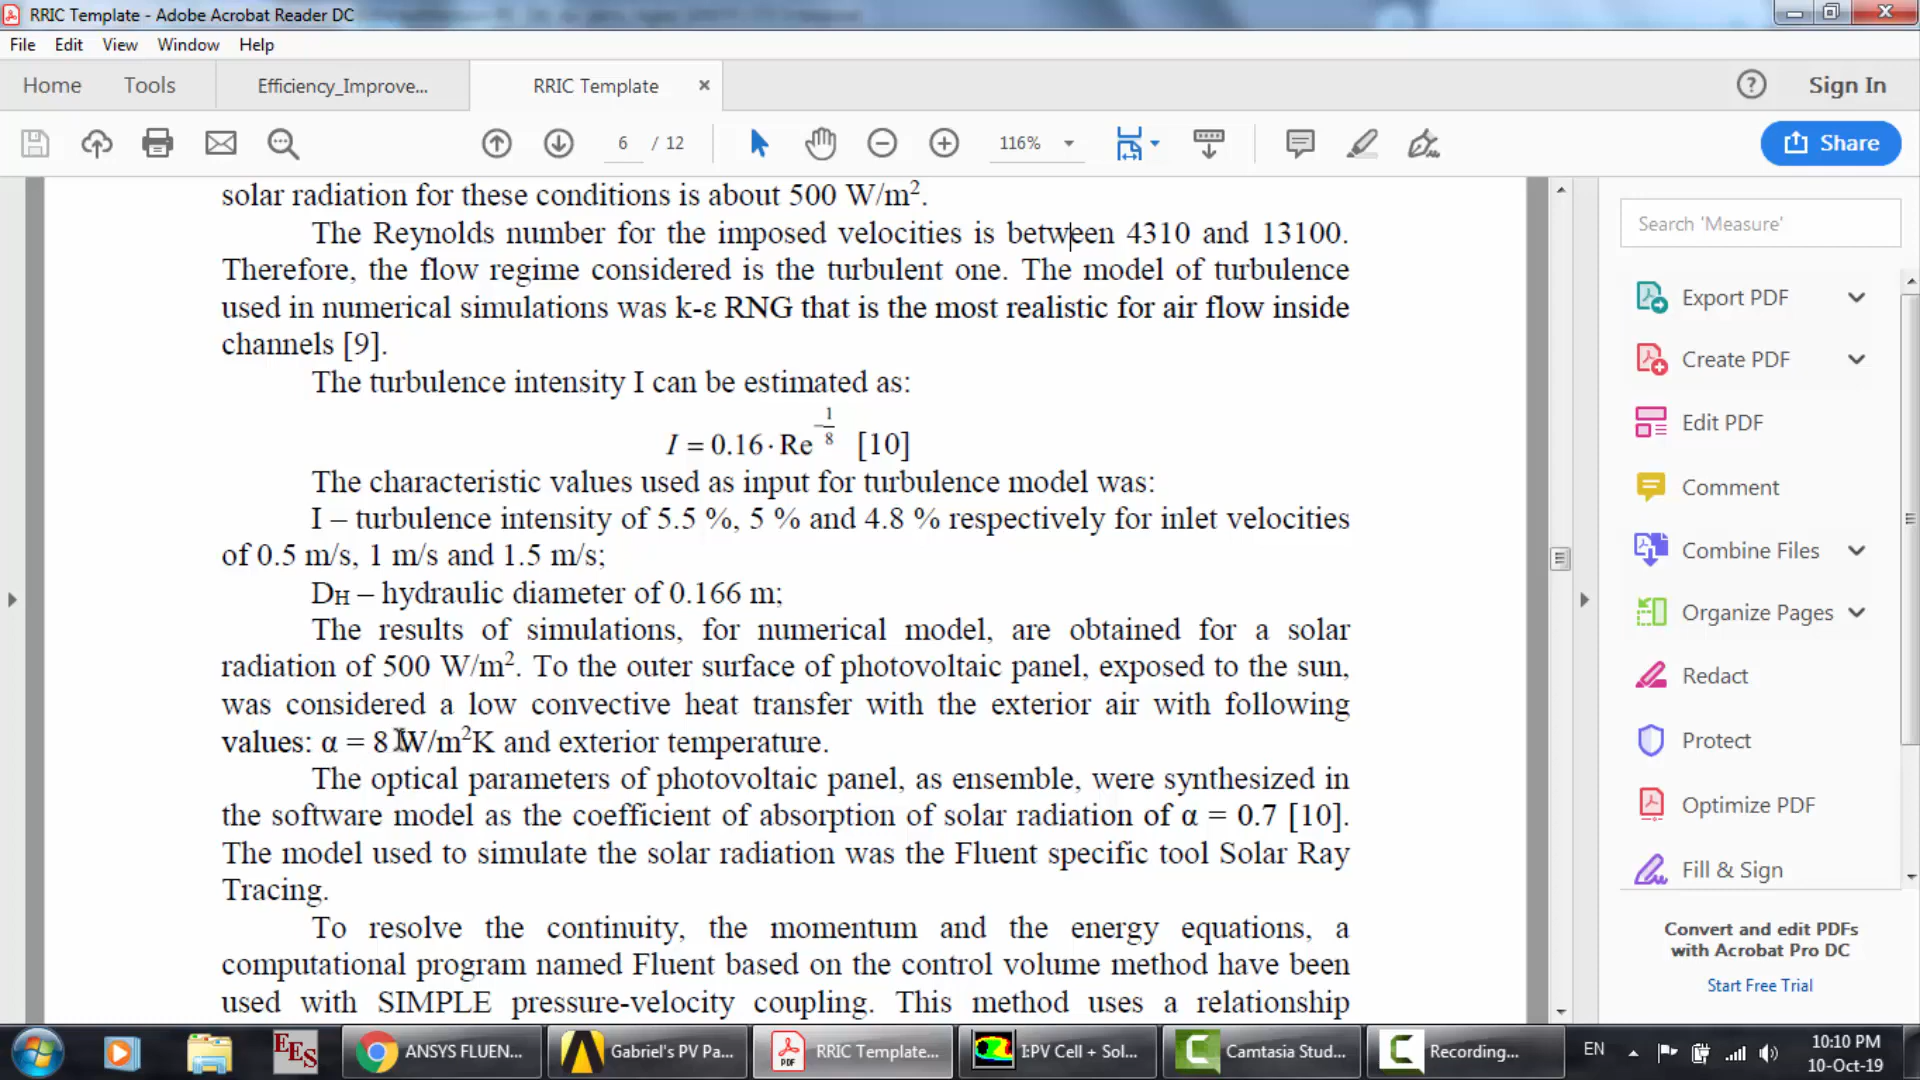 RRIC Template - Adobe Acrobat Reader DC
File Edit View Window Help
Home Tools Efficiency_Improve... RRIC Template Sign In
6 / 12 116% Share
solar radiation for these conditions is about 500 W/m².
The Reynolds number for the imposed velocities is between 4310 and 13100.
Therefore, the flow regime considered is the turbulent one. The model of turbulence
used in numerical simulations was k-ε RNG that is the most realistic for air flow inside
channels [9].
The turbulence intensity I can be estimated as:
I = 0.16 · Re^(-1/8) [10]
The characteristic values used as input for turbulence model was:
I – turbulence intensity of 5.5 %, 5 % and 4.8 % respectively for inlet velocities
of 0.5 m/s, 1 m/s and 1.5 m/s;
DH – hydraulic diameter of 0.166 m;
The results of simulations, for numerical model, are obtained for a solar
radiation of 500 W/m². To the outer surface of photovoltaic panel, exposed to the sun,
was considered a low convective heat transfer with the exterior air with following
values: α = 8 W/m²K and exterior temperature.
The optical parameters of photovoltaic panel, as ensemble, were synthesized in
the software model as the coefficient of absorption of solar radiation of α = 0.7 [10].
The model used to simulate the solar radiation was the Fluent specific tool Solar Ray
Tracing.
To resolve the continuity, the momentum and the energy equations, a
computational program named Fluent based on the control volume method have been
used with SIMPLE pressure-velocity coupling. This method uses a relationship
Search 'Measure'
Export PDF
Create PDF
Edit PDF
Comment
Combine Files
Organize Pages
Redact
Protect
Optimize PDF
Fill & Sign
Convert and edit PDFs
with Acrobat Pro DC
Start Free Trial
EES ANSYS FLUEN... Gabriel's PV Pa... PDF RRIC Template... I:PV Cell + Sol... Camtasia Stud... Recording... EN 10:10 PM
10-Oct-19